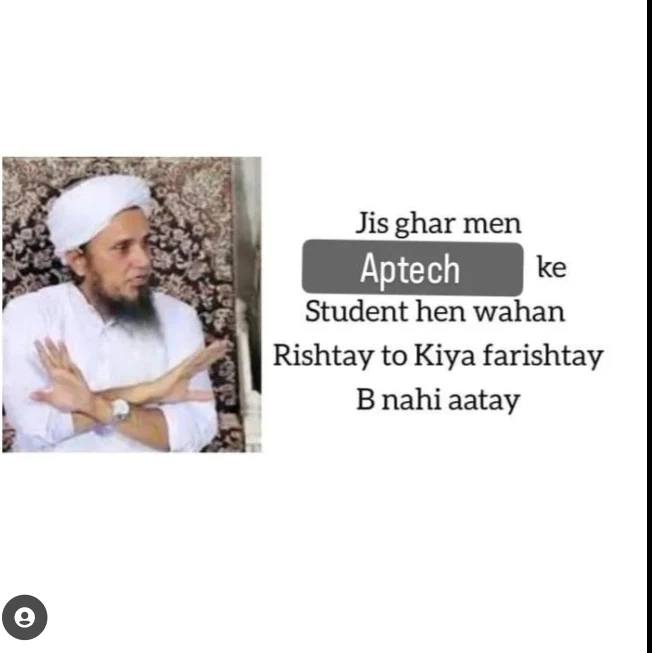 Jis ghar men
Aptech ke
Student hen wahan
Rishtay to Kiya farishtay
B nahi aatay